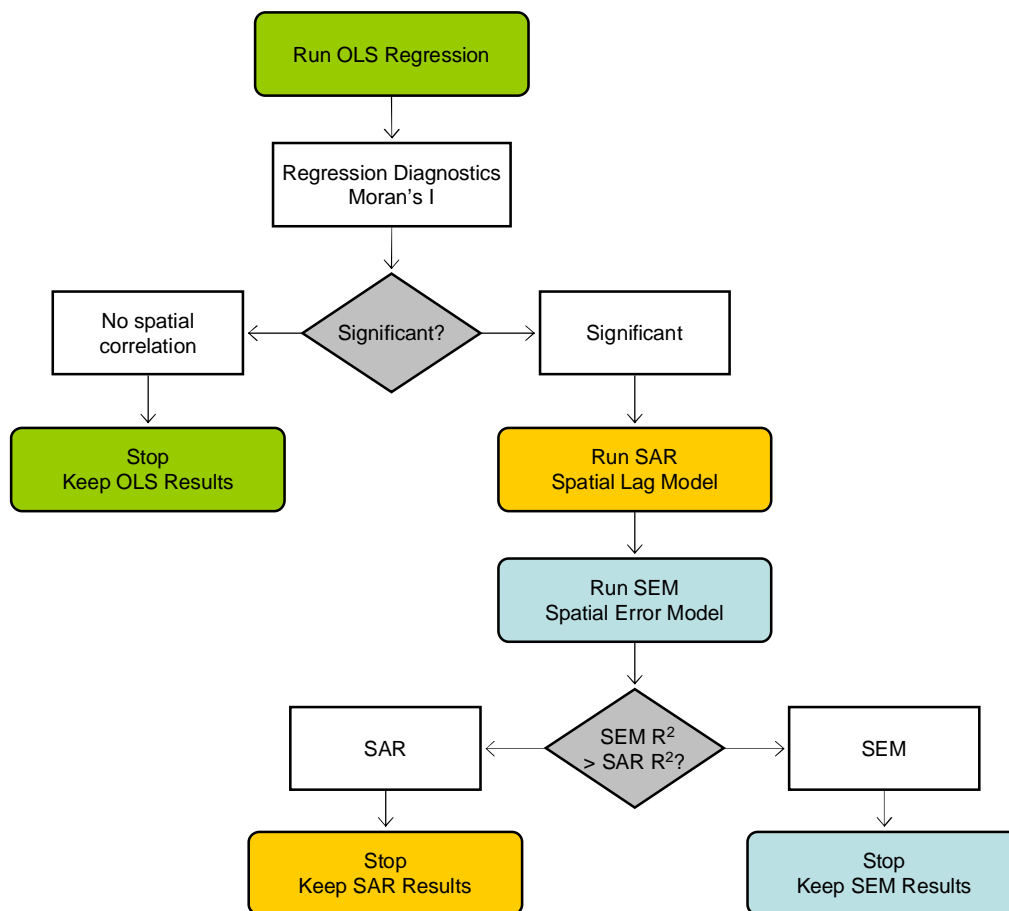 Run OLS Regression
Regression Diagnostics
Moran's I
No spatial
correlation
Significant?
Significant
Stop
Keep OLS Results
Run SAR
Spatial Lag Model
Run SEM
Spatial Error Model
SAR
SEM R²
> SAR R²?
SEM
Stop
Keep SAR Results
Stop
Keep SEM Results